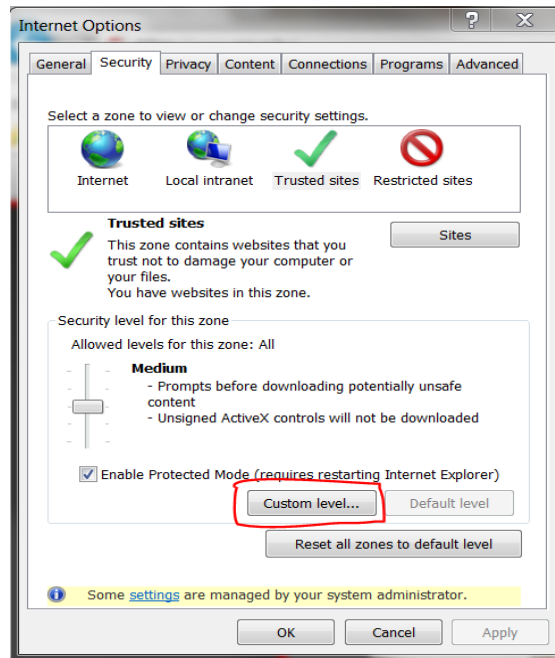 Internet Options
General Security Privacy Content Connections Programs Advanced
Select a zone to view or change security settings.
Internet Local intranet Trusted sites Restricted sites
Trusted sites
Sites
This zone contains websites that you
trust not to damage your computer or
your files.
You have websites in this zone.
Security level for this zone
Allowed levels for this zone: All
Medium
- Prompts before downloading potentially unsafe
content
- Unsigned ActiveX controls will not be downloaded
Enable Protected Mode (requires restarting Internet Explorer)
Custom level... Default level
Reset all zones to default level
Some settings are managed by your system administrator.
OK Cancel Apply